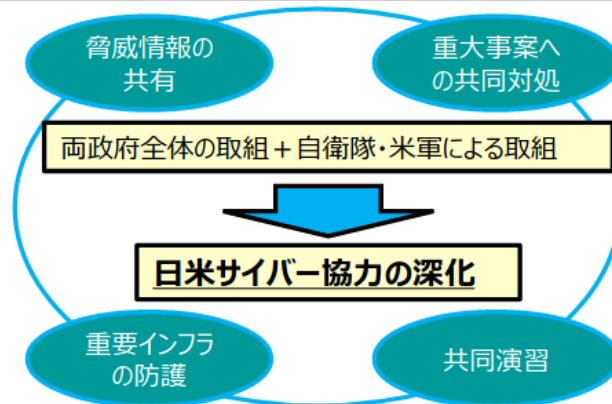 脅威情報の
共有
重大事案へ
の共同対処
両政府全体の取組＋自衛隊・米軍による取組
日米サイバー協力の深化
重要インフラ
の防護
共同演習